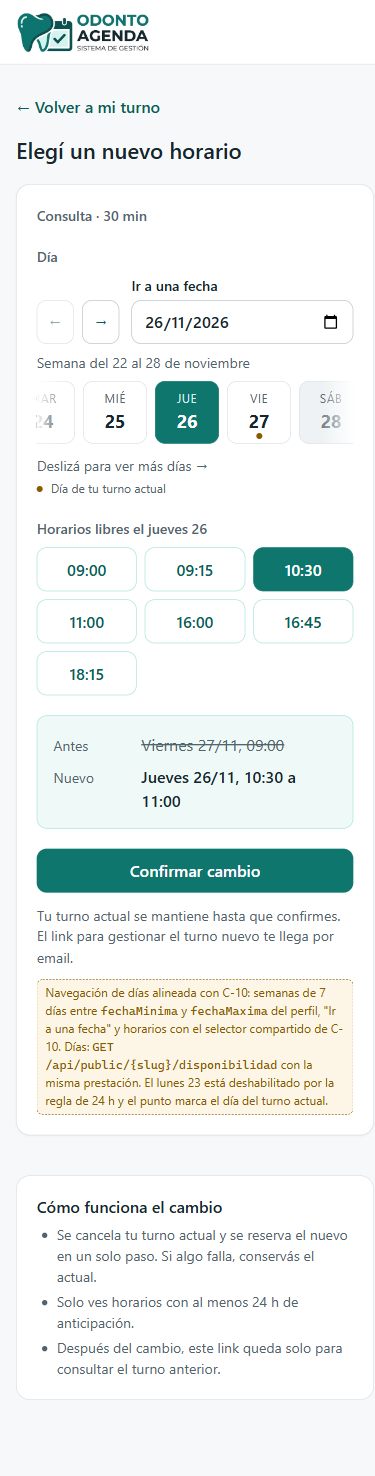 ODONTO
AGENDA
SISTEMA DE GESTIÓN
← Volver a mi turno
Elegí un nuevo horario
Consulta · 30 min
Día
Ir a una fecha
← → 26/11/2026
Semana del 22 al 28 de noviembre
AR MIÉ JUE VIE SÁB
24 25 26 27 28
Deslizá para ver más días →
Día de tu turno actual
Horarios libres el jueves 26
09:00 09:15 10:30
11:00 16:00 16:45
18:15
Antes Viernes 27/11, 09:00
Nuevo Jueves 26/11, 10:30 a
11:00
Confirmar cambio
Tu turno actual se mantiene hasta que confirmes.
El link para gestionar el turno nuevo te llega por
email.
Navegación de días alineada con C-10: semanas de 7
días entre fechaMinima y fechaMaxima del perfil, "Ir
a una fecha" y horarios con el selector compartido de C-
10. Días: GET
/api/public/{slug}/disponibilidad con la
misma prestación. El lunes 23 está deshabilitado por la
regla de 24 h y el punto marca el día del turno actual.
Cómo funciona el cambio
• Se cancela tu turno actual y se reserva el nuevo
en un solo paso. Si algo falla, conservás el
actual.
• Solo ves horarios con al menos 24 h de
anticipación.
• Después del cambio, este link queda solo para
consultar el turno anterior.